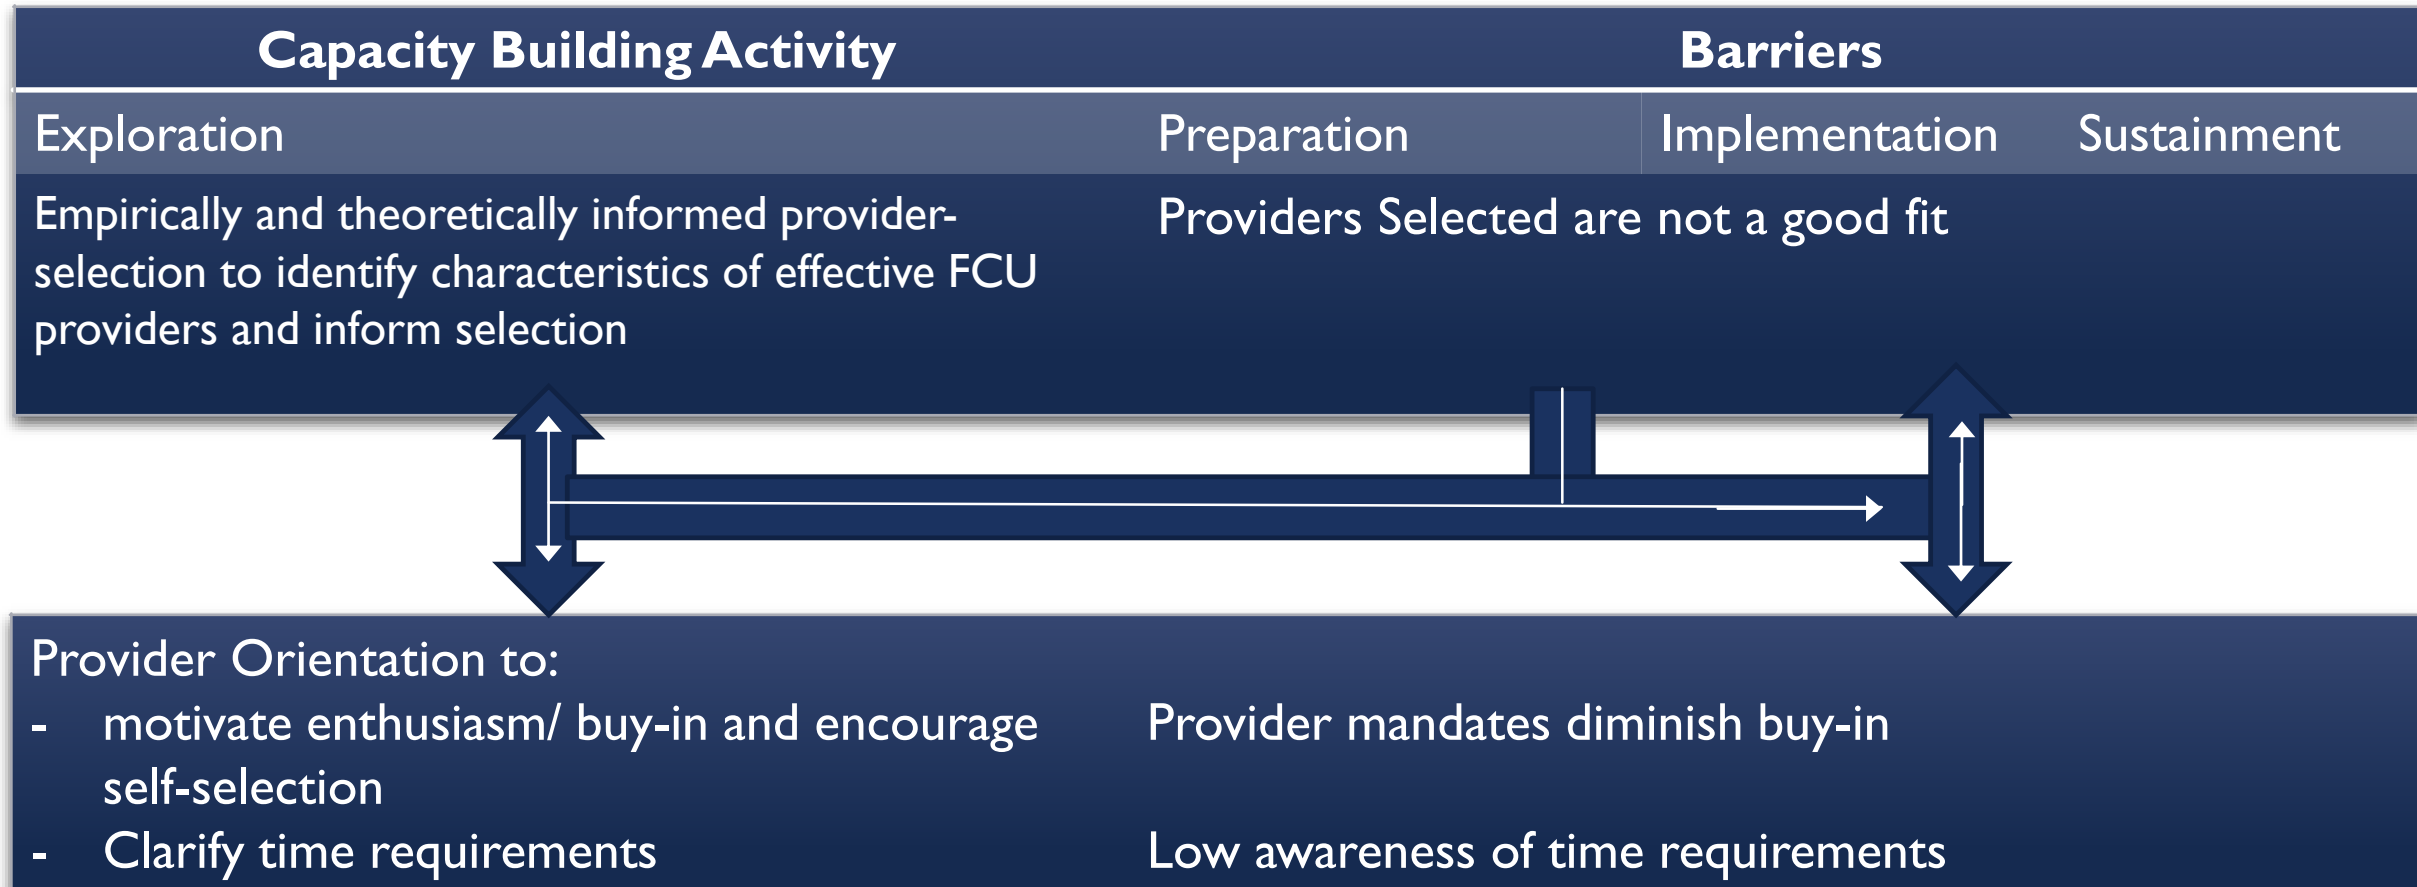 Capacity Building Activity Barriers
Exploration Preparation Implementation Sustainment
Empirically and theoretically informed provider-
selection to identify characteristics of effective FCU
providers and inform selection
Providers Selected are not a good fit
Provider Orientation to:
- motivate enthusiasm/ buy-in and encourage
self-selection
Provider mandates diminish buy-in
- Clarify time requirements
Low awareness of time requirements